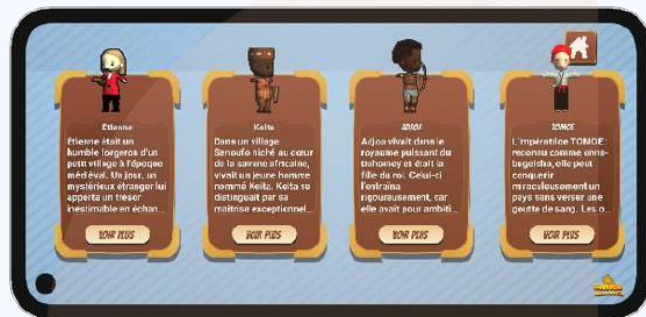 Etienne
Etienne était un
humble forgeron d'un
petit village à l'époque
médiéval. Un jour, un
mystérieux étranger lui
apporta un trésor
inestimable en échan...
VOIR PLUS
Keita
Dans un village
Senoufo niché au cœur
de la savane africaine,
vivait un jeune homme
nommé Keita. Keita se
distinguait par sa
maîtrise exceptionnel...
VOIR PLUS
ADJOI
Adjoa vivait dans le
royaume puissant du
Dahomey et était la
fille du roi. Celui-ci
l'entraina
rigoureusement, car
elle avait pour ambiti...
VOIR PLUS
TOMOE
L'impératrice TOMOE :
reconnu comme onna-
bugeisha, elle peut
conquerir
miraculeusement un
pays sans verser une
goutte de sang. Les o...
VOIR PLUS